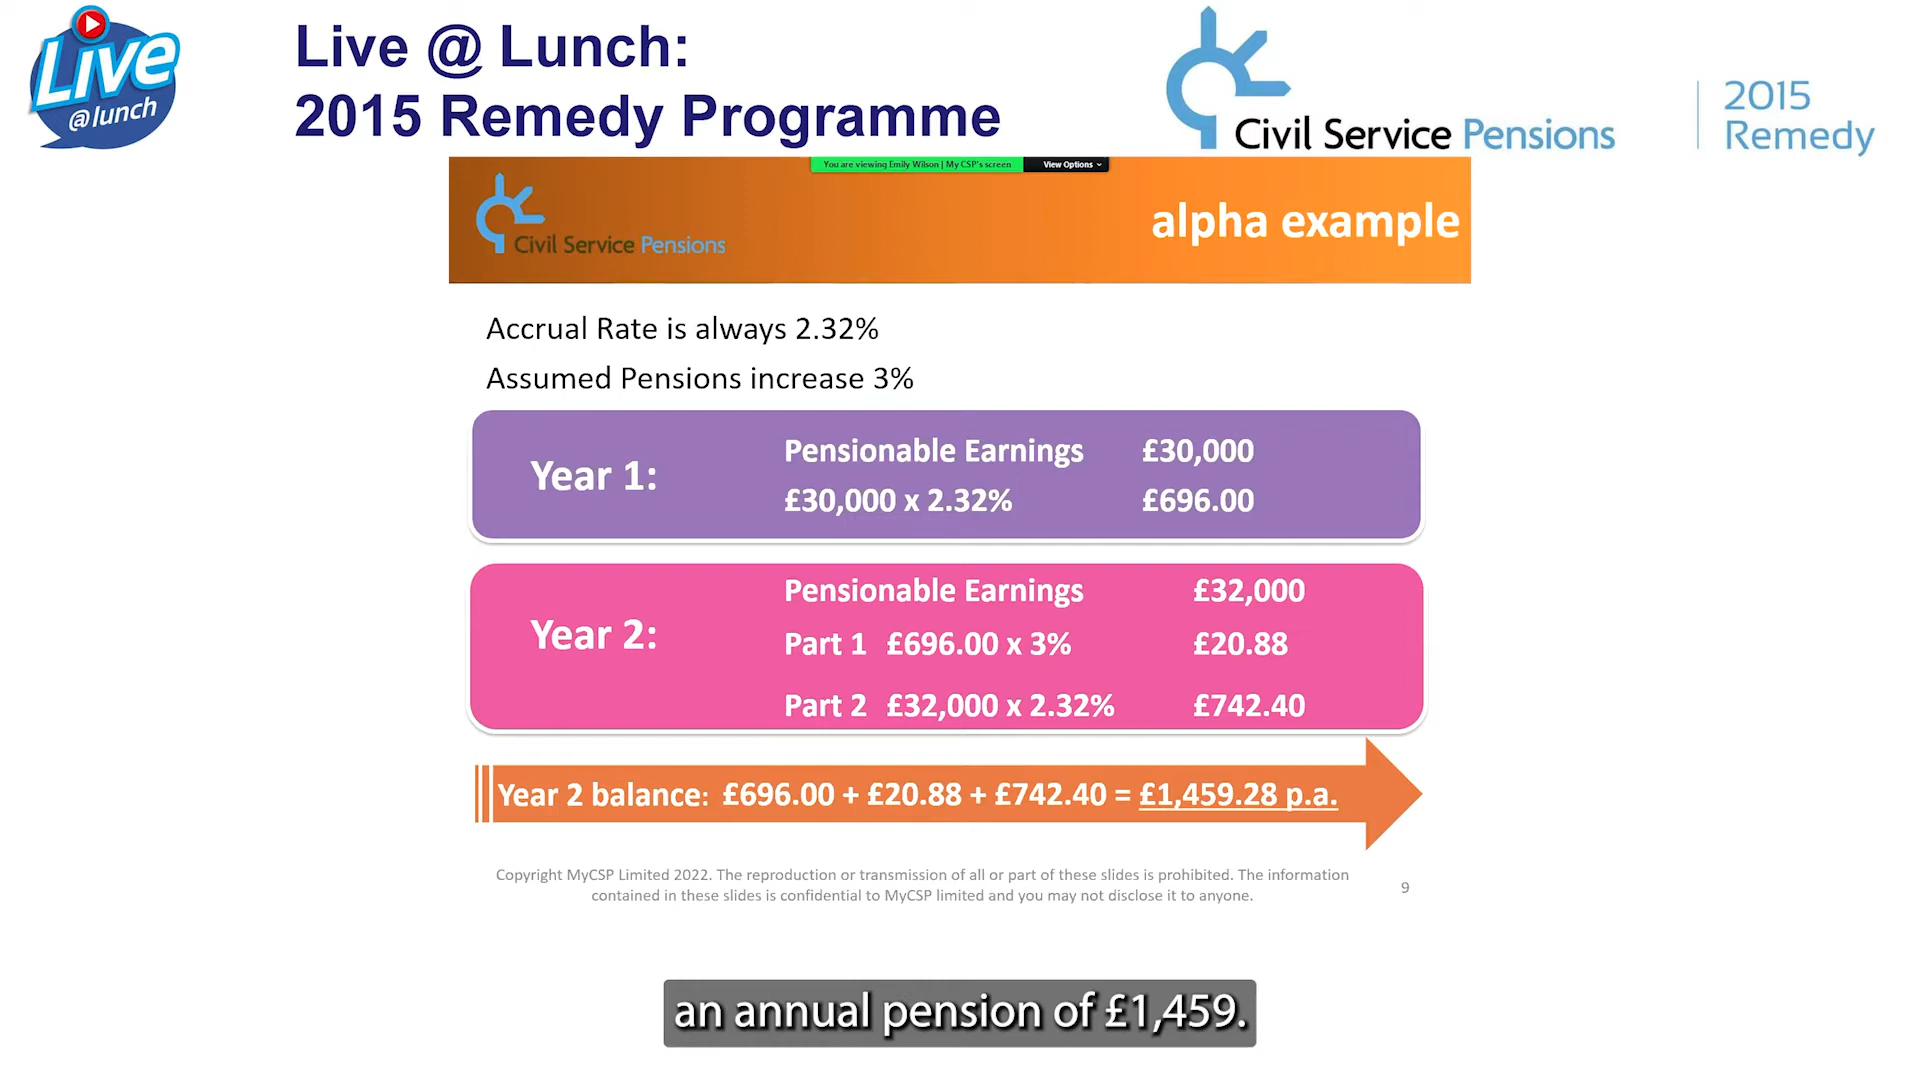 Live
@lunch
Live @ Lunch:
2015 Remedy Programme
Civil Service Pensions
2015
Remedy
You are viewing Emily Wilson | My CSP's screen View Options
Civil Service Pensions
alpha example
Accrual Rate is always 2.32%
Assumed Pensions increase 3%
Year 1:
Pensionable Earnings £30,000
£30,000 x 2.32% £696.00
Year 2:
Pensionable Earnings £32,000
Part 1 £696.00 x 3% £20.88
Part 2 £32,000 x 2.32% £742.40
Year 2 balance: £696.00 + £20.88 + £742.40 = £1,459.28 p.a.
Copyright MyCSP Limited 2022. The reproduction or transmission of all or part of these slides is prohibited. The information
contained in these slides is confidential to MyCSP limited and you may not disclose it to anyone.
9
an annual pension of £1,459.